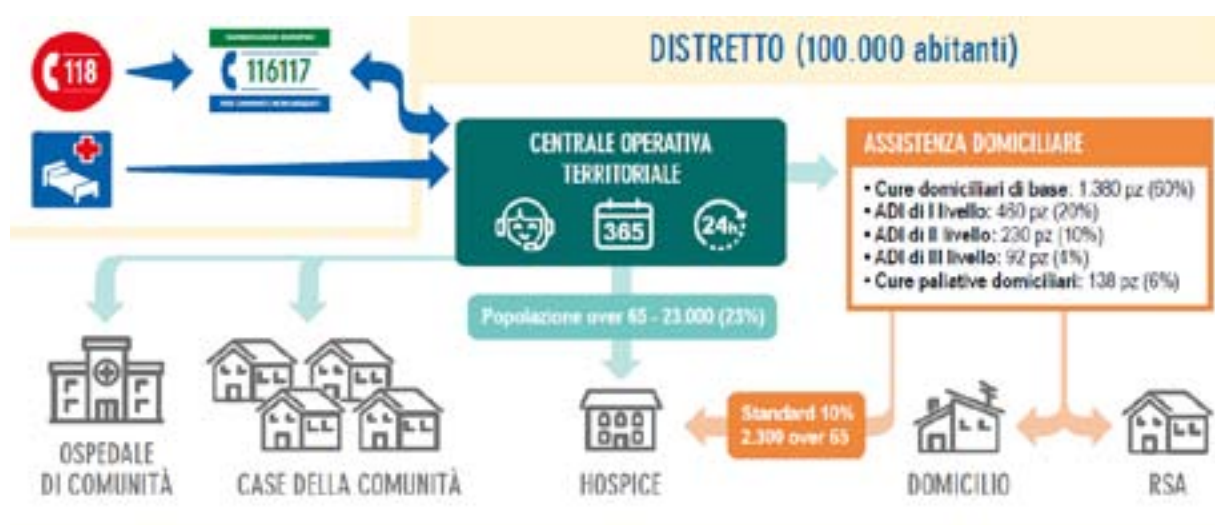 118
116117
DISTRETTO (100.000 abitanti)
CENTRALE OPERATIVA
TERRITORIALE
365
24h
ASSISTENZA DOMICILIARE
• Cure domiciliari di base: 1.380 pz (60%)
• ADI di I livello: 460 pz (20%)
• ADI di II livello: 230 pz (10%)
• ADI di III livello: 92 pz (4%)
• Cure palliative domiciliari: 138 pz (6%)
Popolazione over 65 - 23.000 (23%)
Standard 10%
2.300 over 65
OSPEDALE
DI COMUNITÀ
CASE DELLA COMUNITÀ
HOSPICE
DOMICILIO
RSA